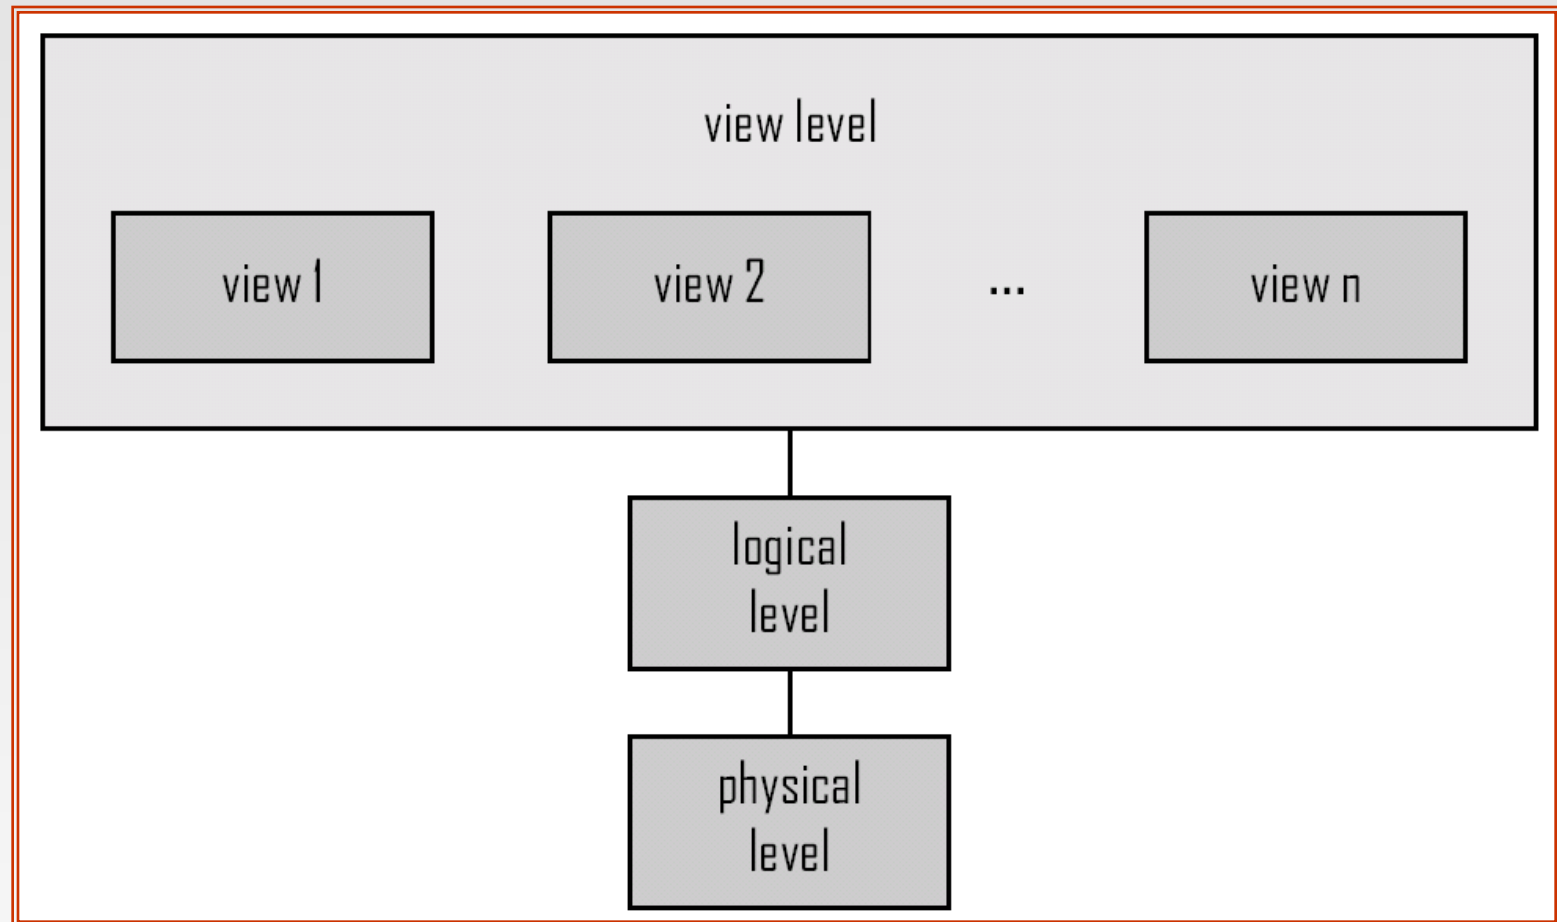 view level
view 1
view 2
...
view n
logical
level
physical
level